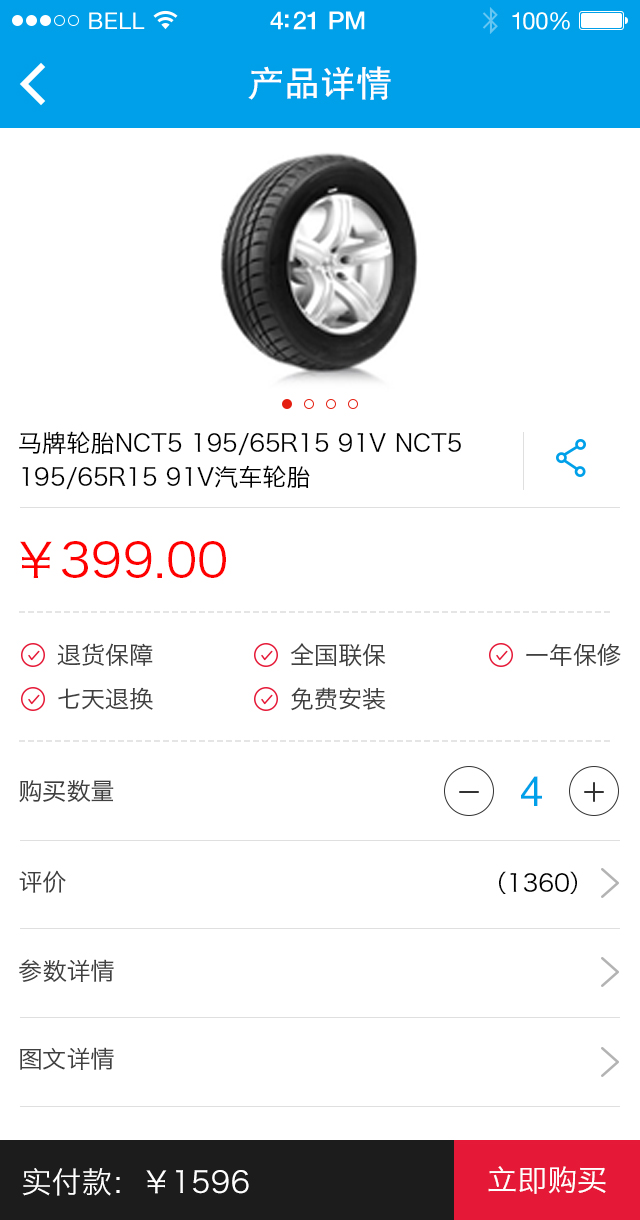 BELL 4:21 PM 100%
产品详情
马牌轮胎NCT5 195/65R15 91V NCT5
195/65R15 91V汽车轮胎
￥399.00
退货保障 全国联保 一年保修
七天退换 免费安装
购买数量 4
评价 （1360）
参数详情
图文详情
实付款：￥1596 立即购买